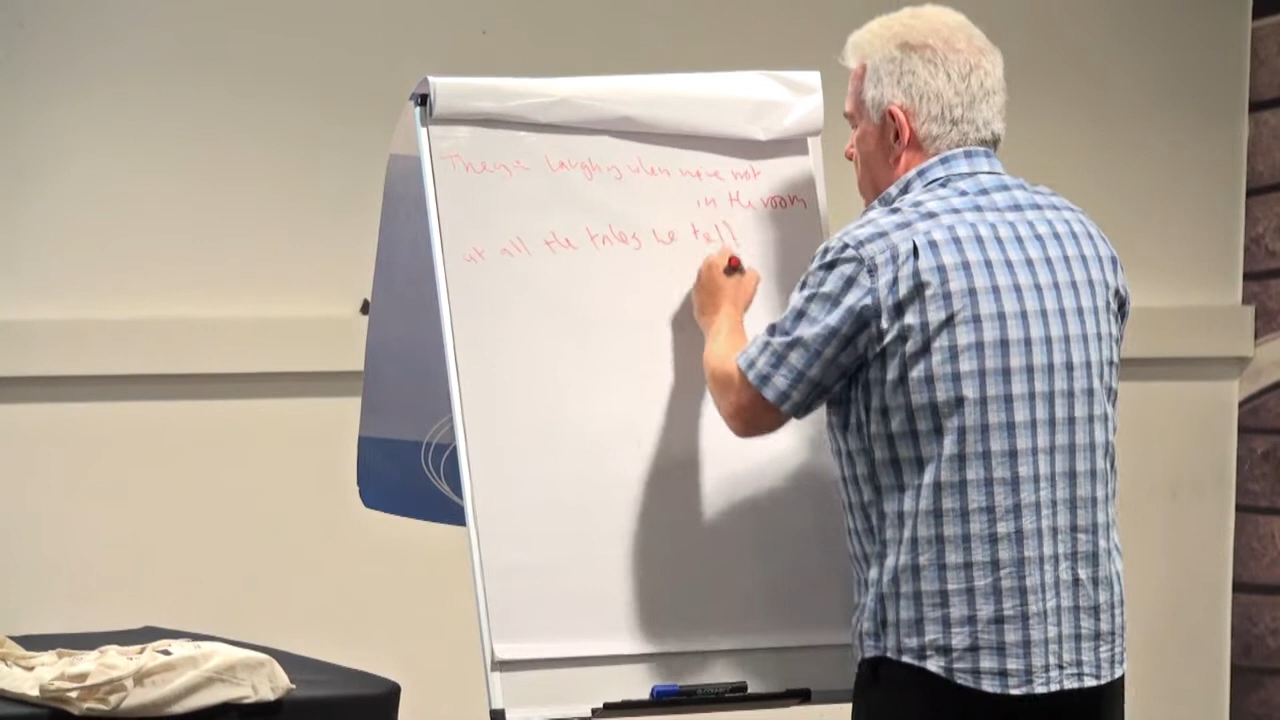 They're laughing when we're not
in the room
at all the tales we tell